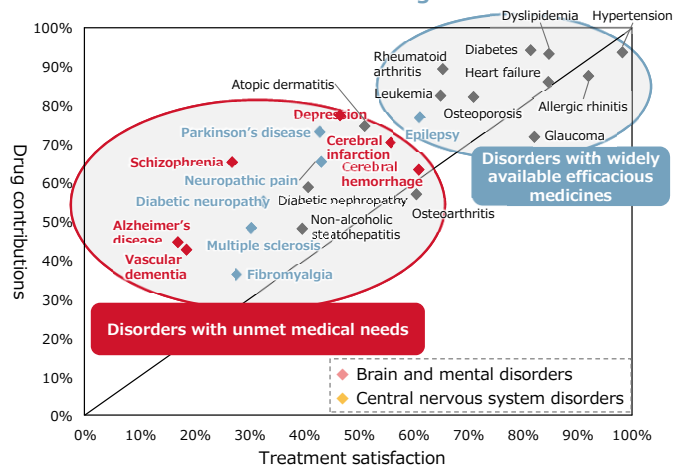 Dyslipidemia
Hypertension
100%
90%
80%
70%
60%
50%
40%
30%
20%
10%
0%
Drug contributions
Rheumatoid
arthritis
Diabetes
Heart failure
Leukemia
Osteoporosis
Allergic rhinitis
Glaucoma
Epilepsy
Atopic dermatitis
Depression
Parkinson's disease
Cerebral
infarction
Cerebral
hemorrhage
Schizophrenia
Neuropathic pain
Diabetic neuropathy
Diabetic nephropathy
Osteoarthritis
Non-alcoholic
steatohepatitis
Alzheimer's
disease
Multiple sclerosis
Vascular
dementia
Fibromyalgia
Disorders with widely
available efficacious
medicines
Disorders with unmet medical needs
Brain and mental disorders
Central nervous system disorders
0%
10%
20%
30%
40%
50%
60%
70%
80%
90%
100%
Treatment satisfaction